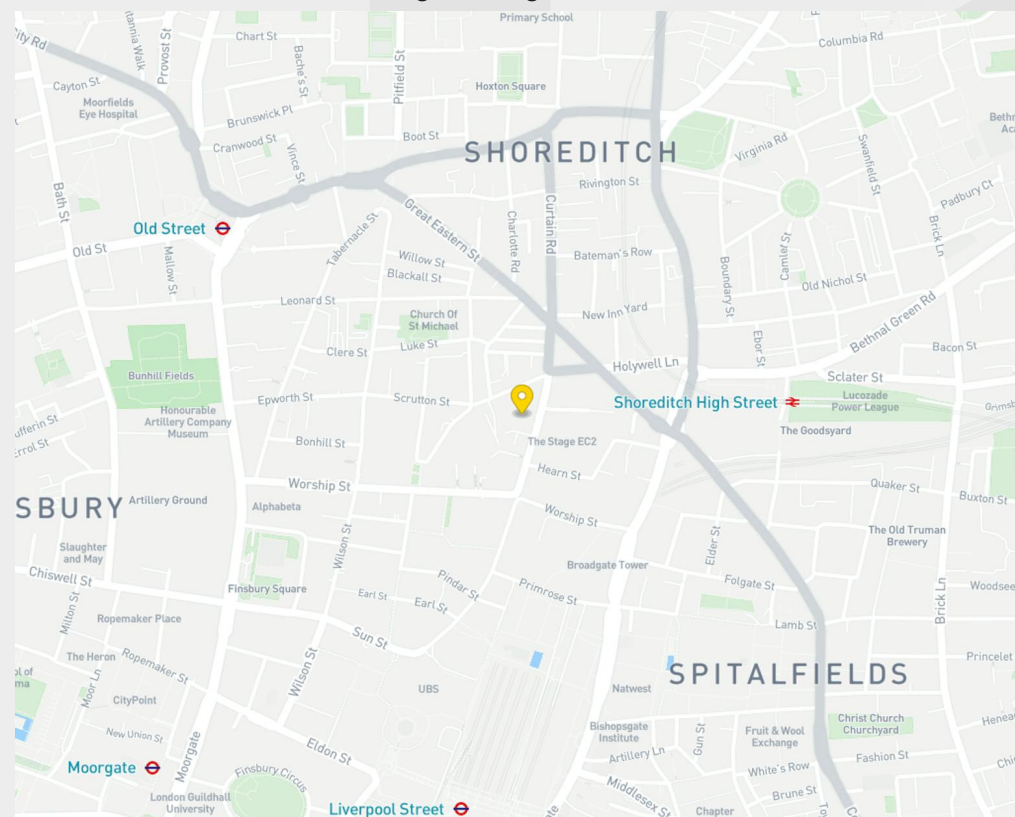 Primary School
City Rd
Provost St
Chart St
Bache's St
Pitfield St
Columbia Rd
Hoxton Square
Cayton St
Moorfields
Eye Hospital
Brunswick Pl
Boot St
Cranwood St
Vince St
SHOREDITCH
Virginia Rd
Swanfield St
Rivington St
Padbury Ct
Bath St
Old Street
Great Eastern St
Charlotte Rd
Curtain Rd
Tabernacle St
Brick Ln
Old St
Mallow St
Willow St
Blackall St
Bateman's Row
Boundary St
Camlet St
Old Nichol St
Leonard St
Church Of
St Michael
New Inn Yard
Bethnal Green Rd
Ebor St
Clere St
Luke St
Bacon St
Bunhill Fields
Holywell Ln
Sclater St
Epworth St
Scrutton St
Shoreditch High Street
Lucozade
Power League
Honourable
Artillery Company
Museum
The Goodsyard
Bonhill St
The Stage EC2
Hearn St
Worship St
Quaker St
Buxton St
SBURY
Artillery Ground
Alphabeta
Worship St
The Old Truman
Brewery
Slaughter
and May
Wilson St
Elder St
Broadgate Tower
Chiswell St
Finsbury Square
Pindar St
Primrose St
Folgate St
Milton St
Earl St
Earl St
Brick Ln
Ropemaker Place
Sun St
Lamb St
The Heron
Ropemaker St
Wilson St
SPITALFIELDS
Princelet
Moor Ln
CityPoint
UBS
Natwest
New Union St
Moorgate
Bishopsgate
Institute
Gun St
Fruit & Wool
Exchange
Christ Church
Churchyard
Eldon St
Artillery Ln
Fashion St
Moorgate
Finsbury Circus
White's Row
London Guildhall
University
Liverpool Street
Middlesex St
Brune St
Chapter